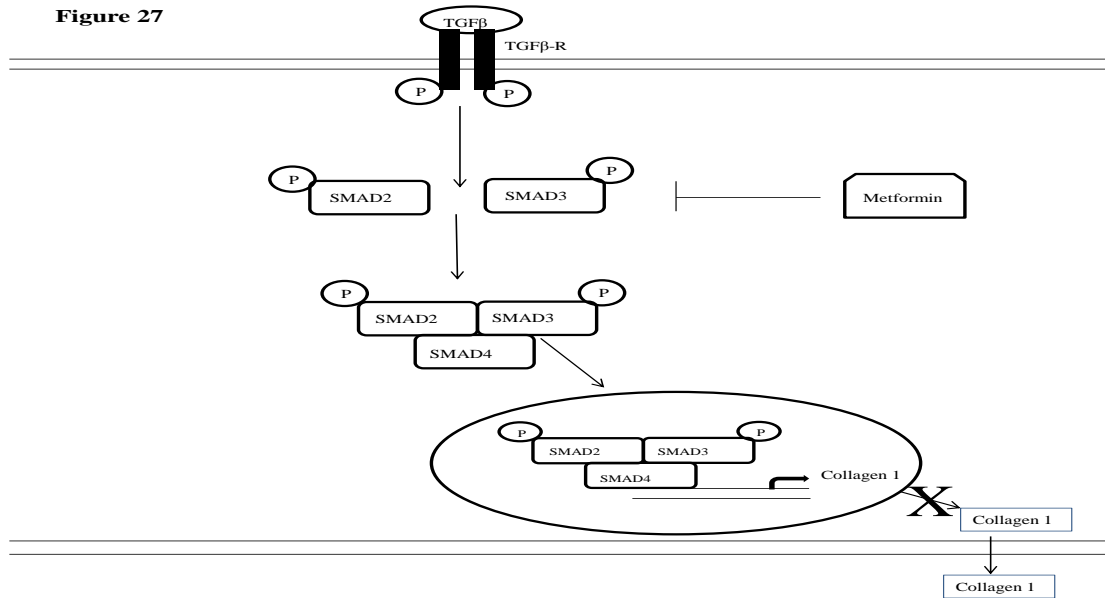 Figure 27
TGFβ
TGFβ-R
P
P
P
SMAD2
SMAD3
P
Metformin
P
P
SMAD2
SMAD3
SMAD4
P
P
SMAD2
SMAD3
SMAD4
Collagen 1
X
Collagen 1
Collagen 1